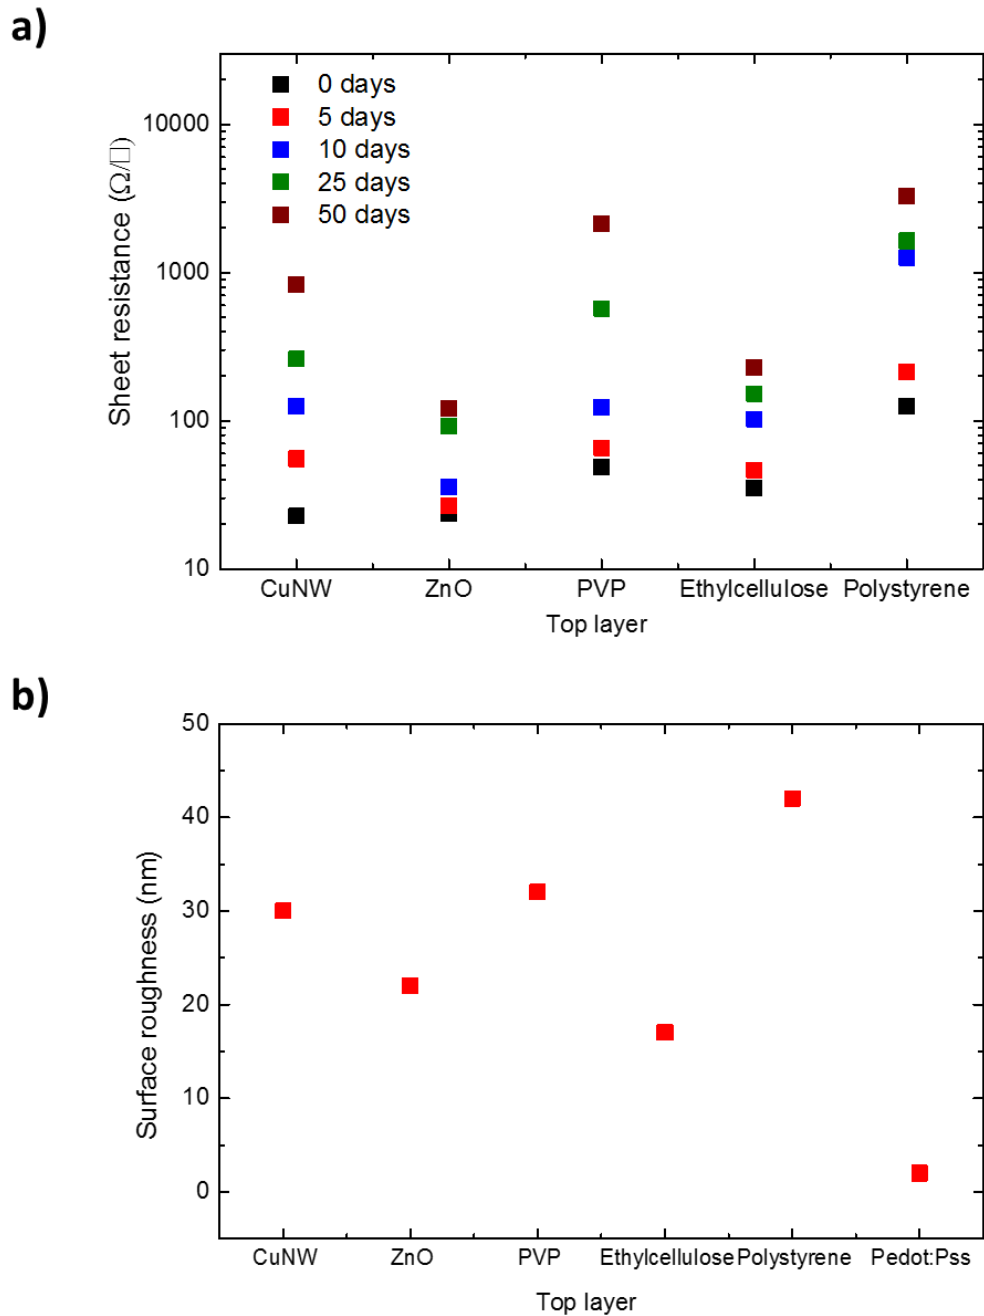 a)
Sheet resistance (Ω/□)
10000
1000
100
10
0 days
5 days
10 days
25 days
50 days
CuNW ZnO PVP Ethylcellulose Polystyrene
Top layer
b)
Surface roughness (nm)
50
40
30
20
10
0
CuNW ZnO PVP Ethylcellulose Polystyrene Pedot:Pss
Top layer